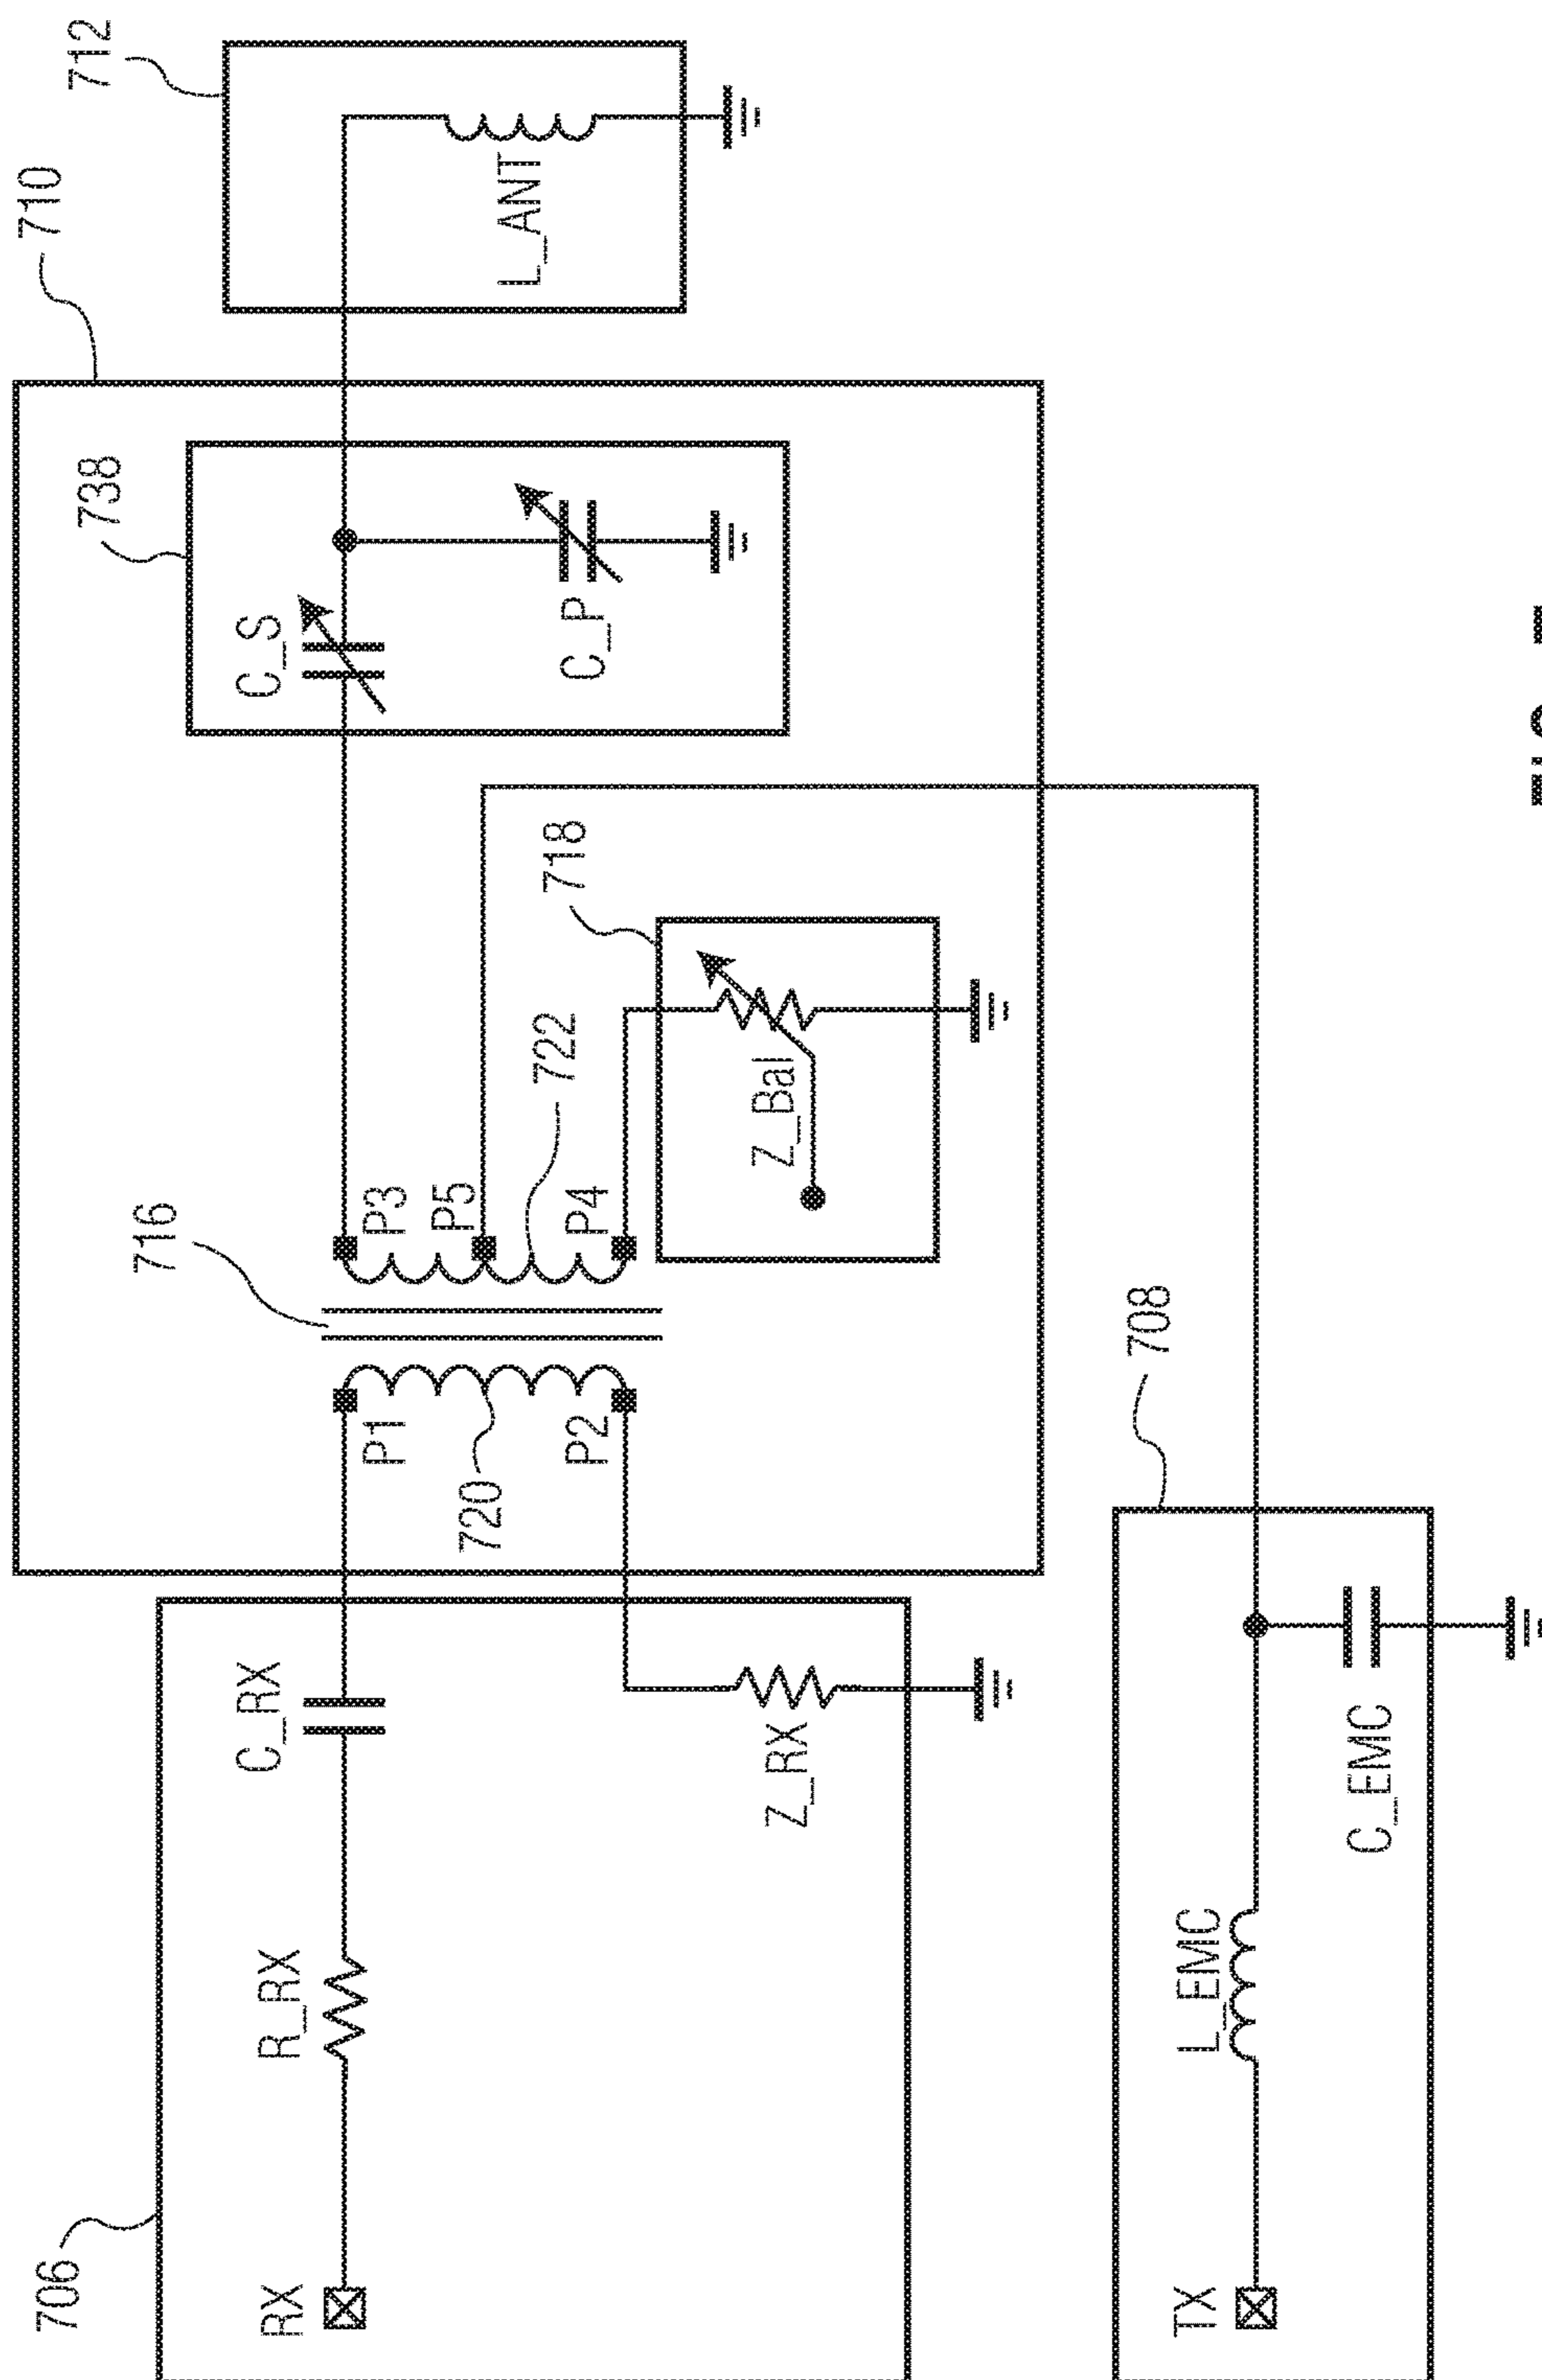 712
710
L_ANT
738
C_S
C_P
718
722
716
P3
P5
P4
Z_Bal
P1
P2
720
708
C_RX
R_RX
Z_RX
706
RX
L_EMC
C_EMC
TX